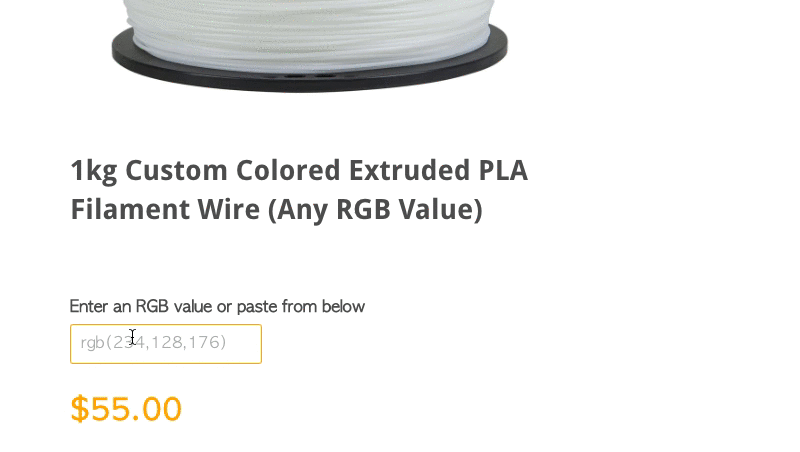 1kg Custom Colored Extruded PLA
Filament Wire (Any RGB Value)
Enter an RGB value or paste from below
rgb(234,128,176)
$55.00